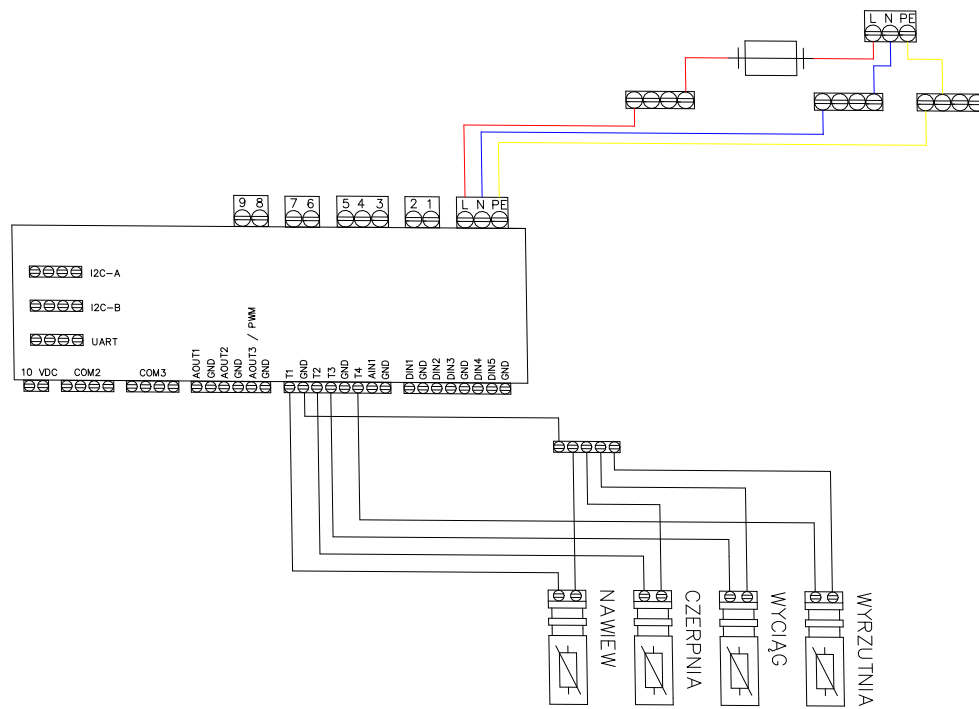 L N PE
9 8 7 6 5 4 3 2 1 L N PE
I2C-A
I2C-B
UART
10 VDC COM2 COM3 AOUT1 GND AOUT2 GND AOUT3 / PWM GND T1 GND T2 T3 GND T4 AIN1 GND DIN1 GND DIN2 DIN3 GND DIN4 DIN5 GND
NAWIEW
CZERPNIA
WYCIĄG
WYRZUTNIA